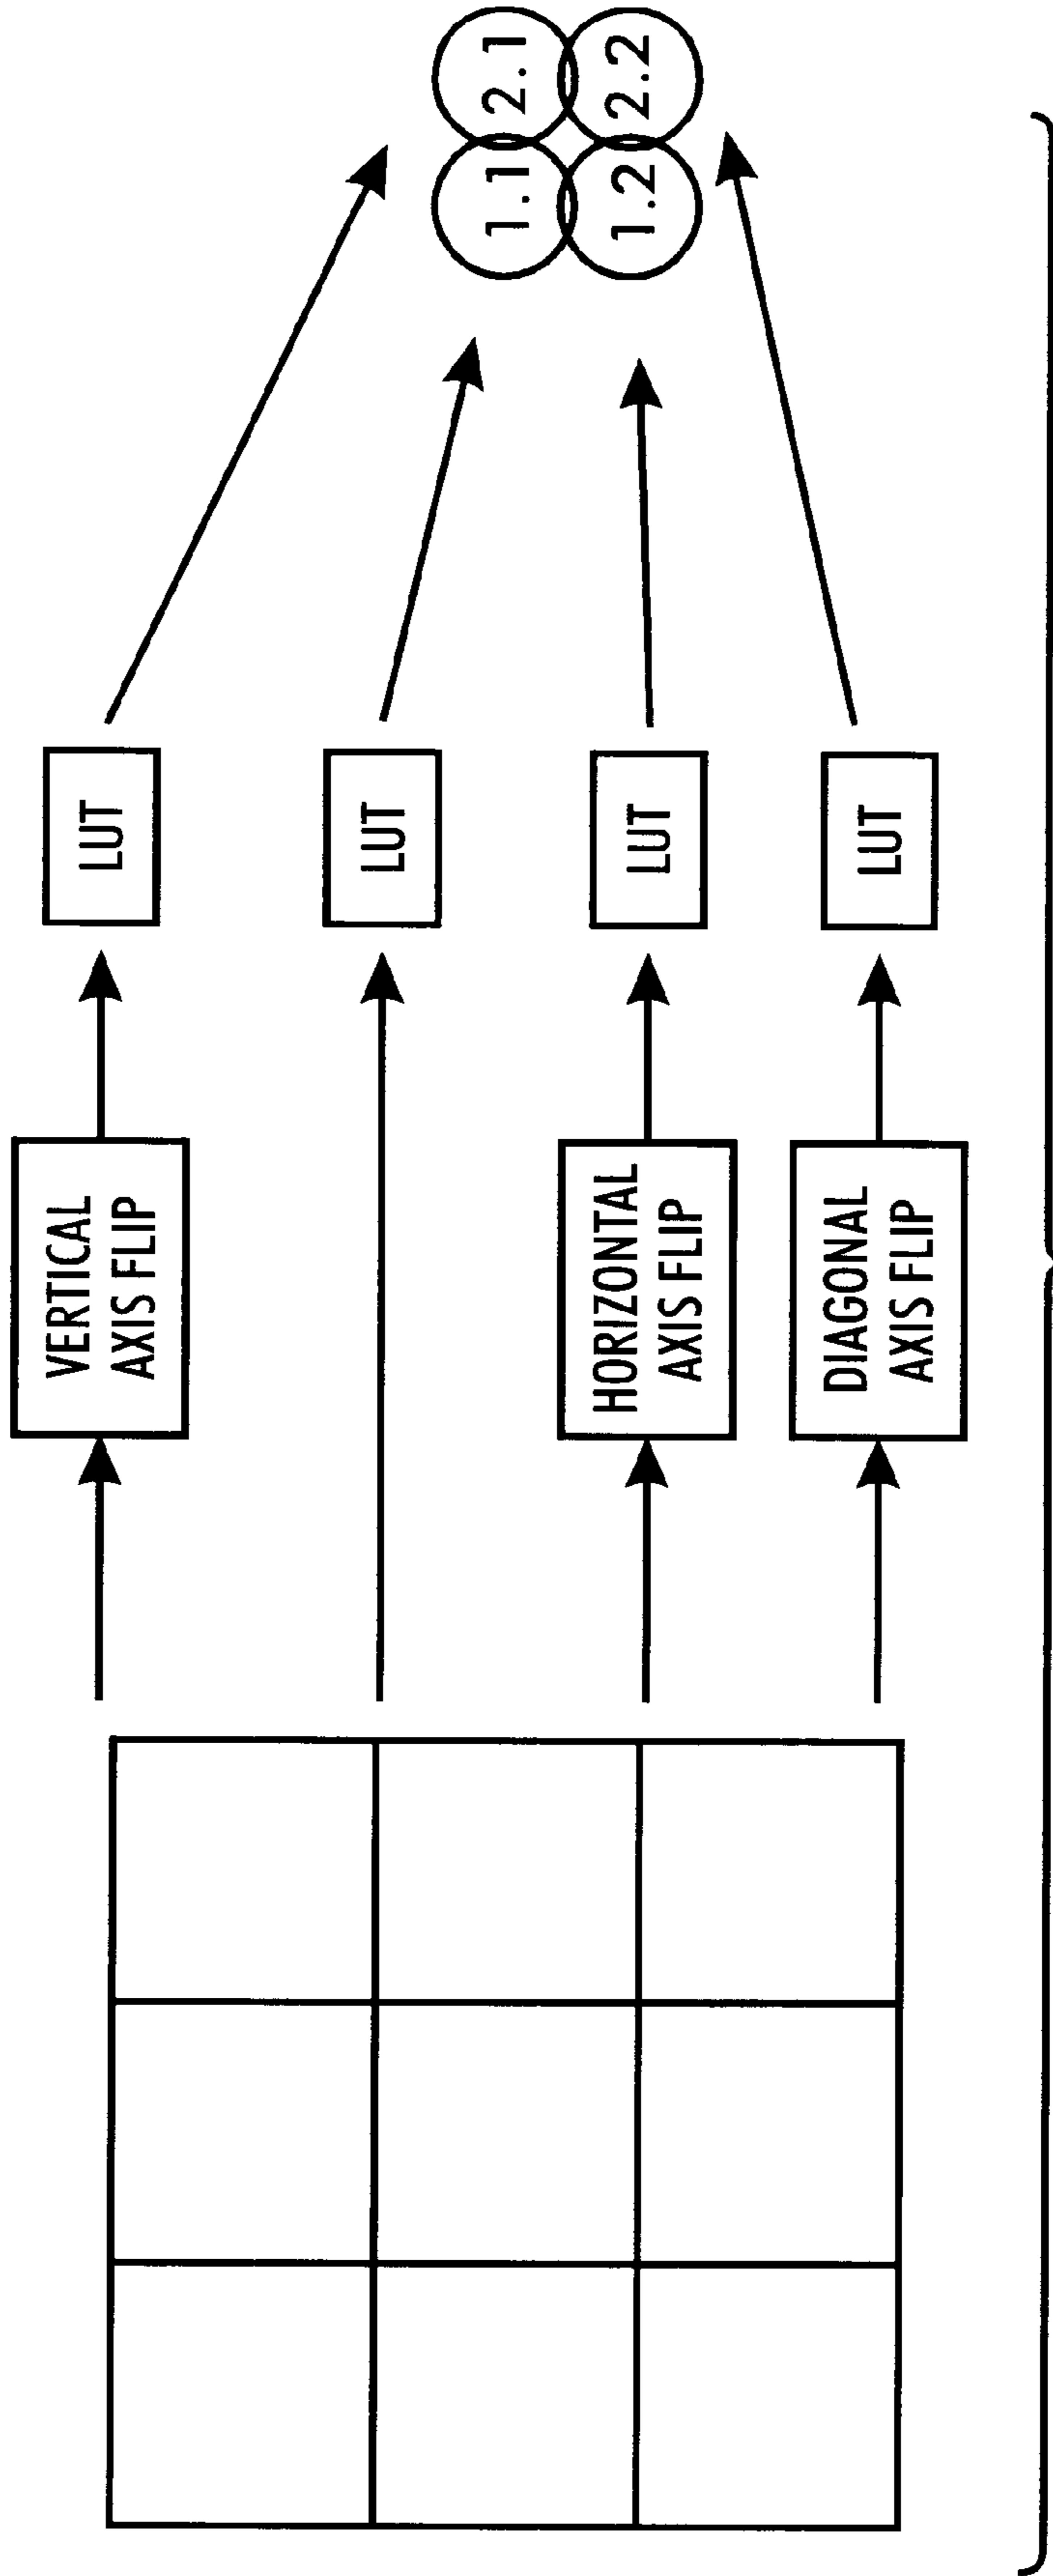 VERTICAL
AXIS FLIP
LUT
LUT
HORIZONTAL
AXIS FLIP
LUT
DIAGONAL
AXIS FLIP
LUT
1.1 2.1
1.2 2.2